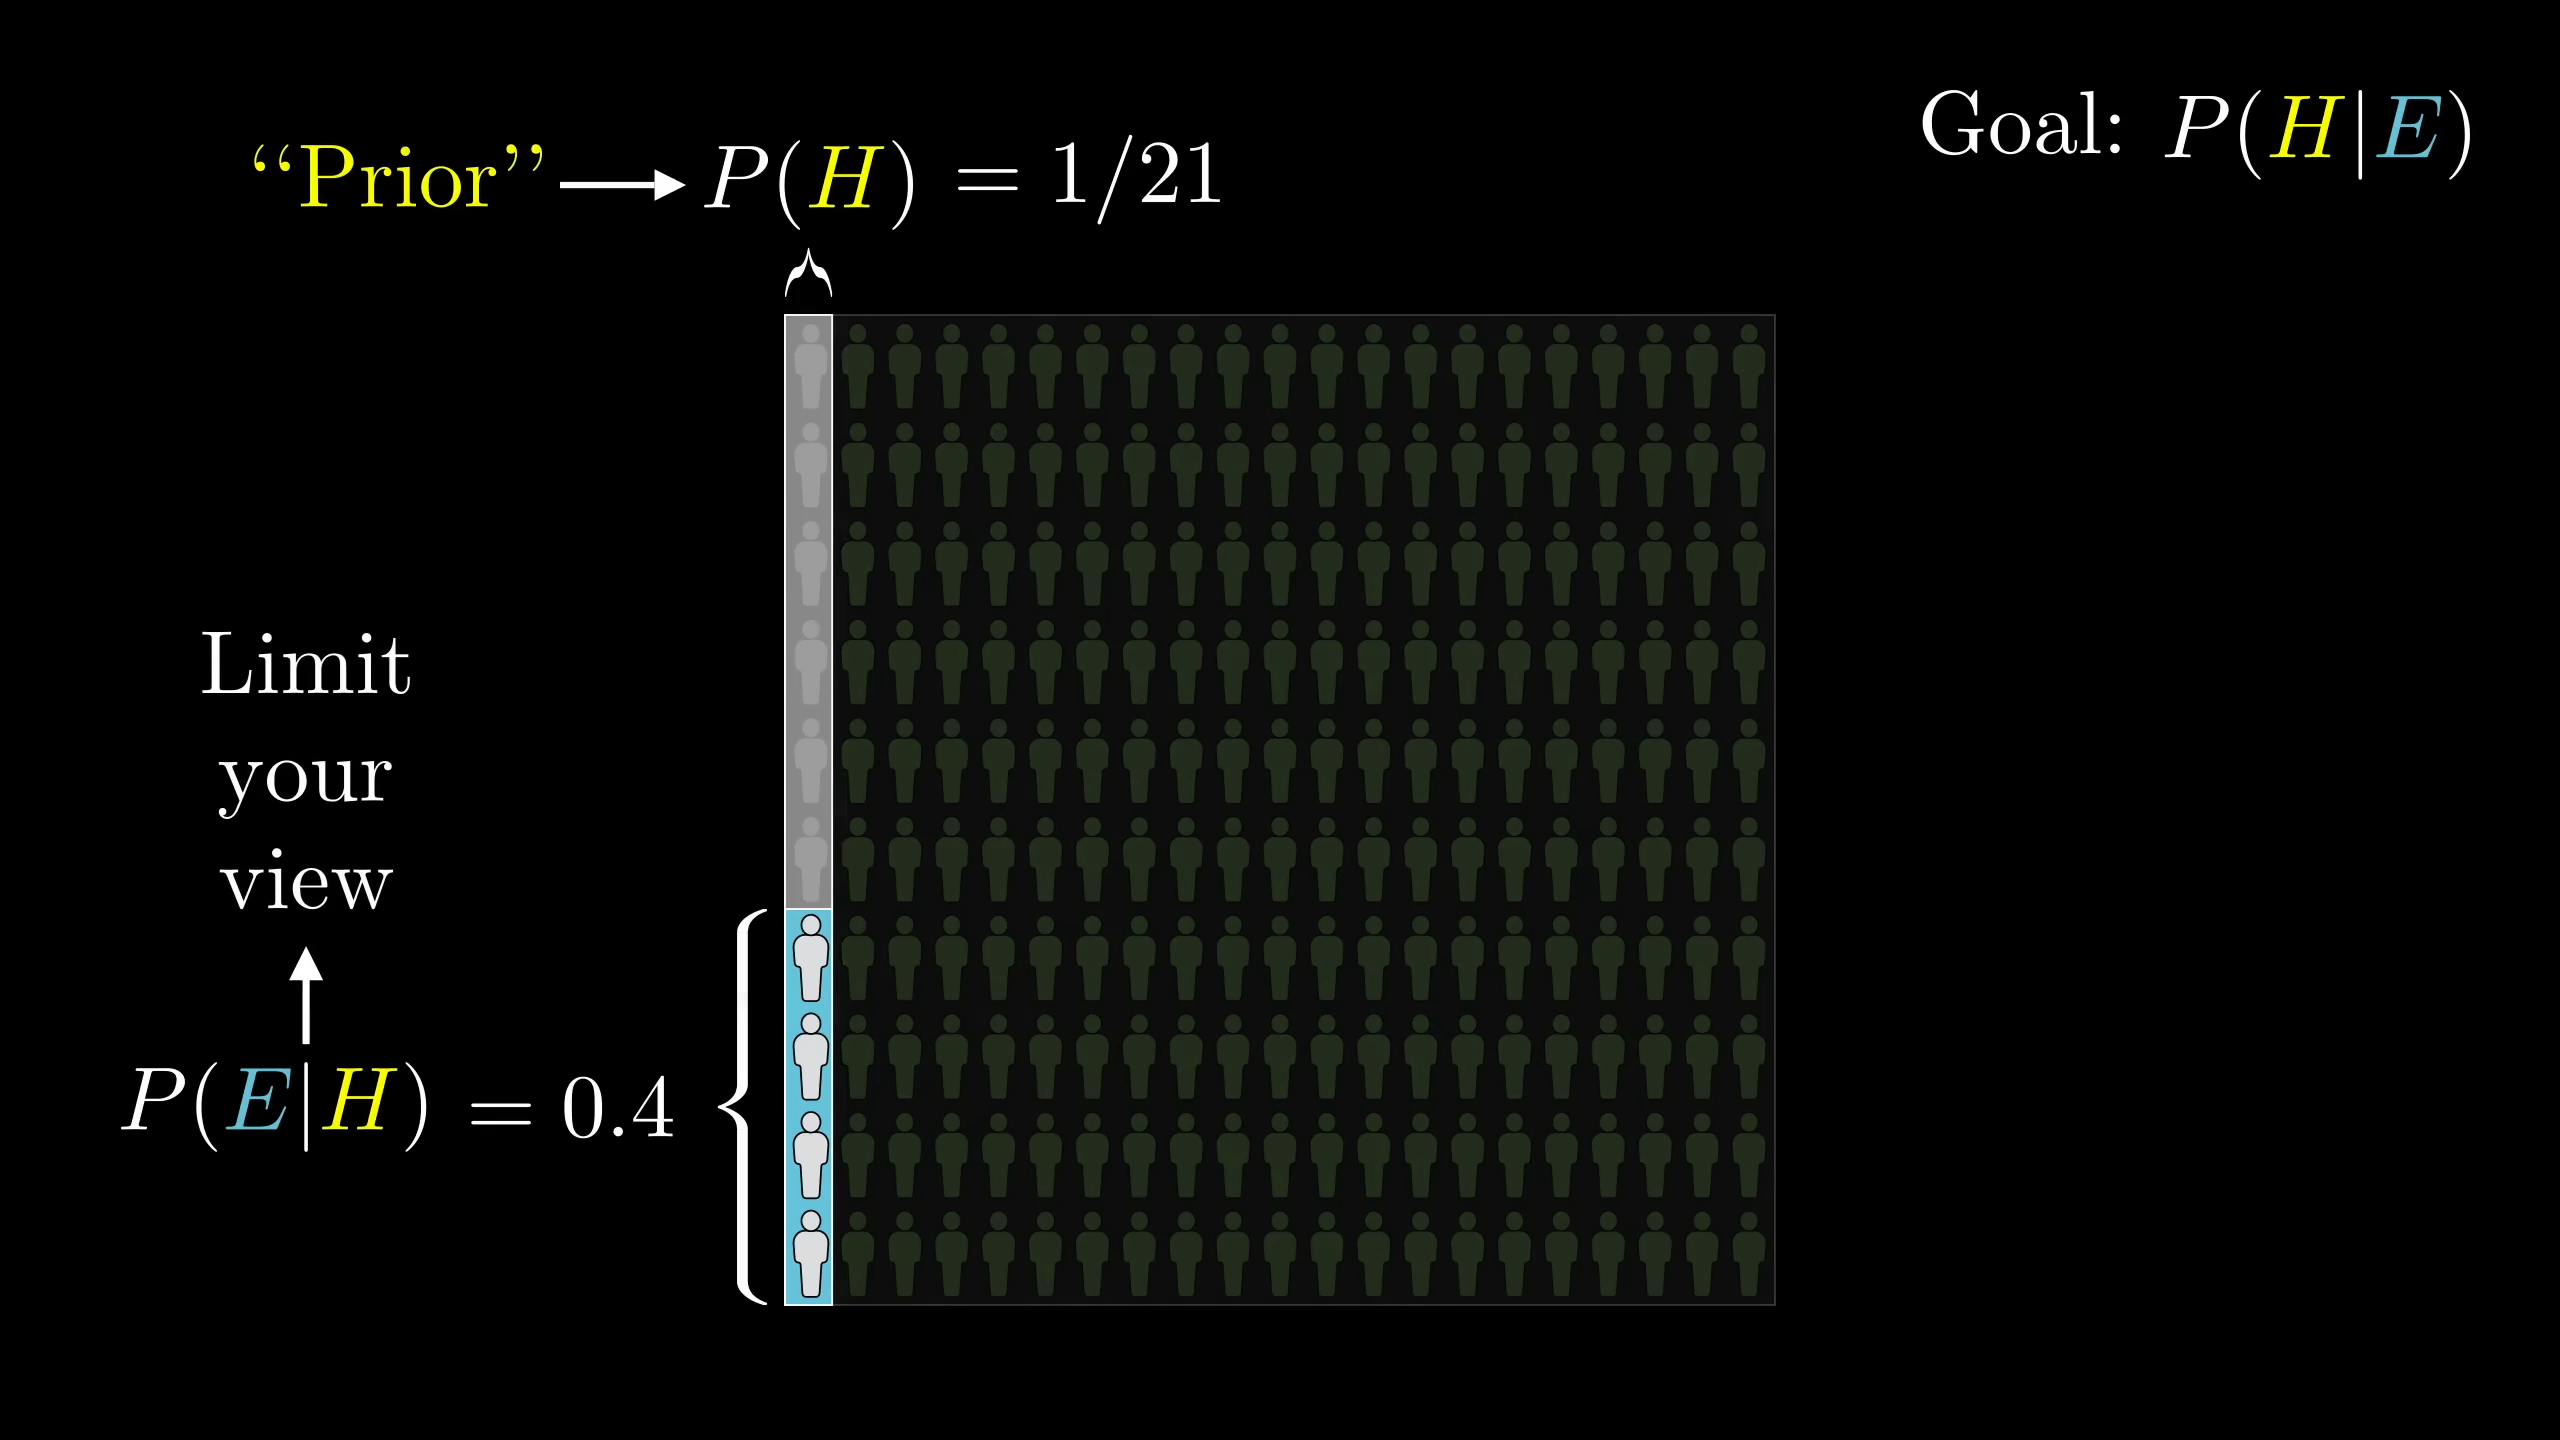 Goal: P(H|E)
“Prior” → P(H) = 1/21
Limit
your
view
P(E|H) = 0.4